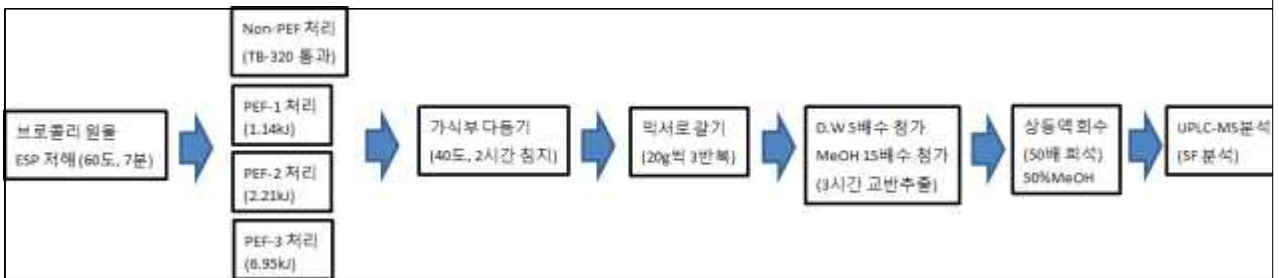 브로콜리 원물
ESP 저해 (60도, 7분)
Non-PEF 처리
(TB-320 통과)
PEF-1 처리
(1.14kJ)
PEF-2 처리
(2.21kJ)
PEF-3 처리
(6.95kJ)
가식부 다듬기
(40도, 2시간 침지)
믹서로 갈기
(20g씩 3반복)
D.W 5배수 첨가
MeOH 15배수 첨가
(3시간 교반추출)
상등액 회수
(50배 희석)
50%MeOH
UPLC-MS분석
(SF 분석)